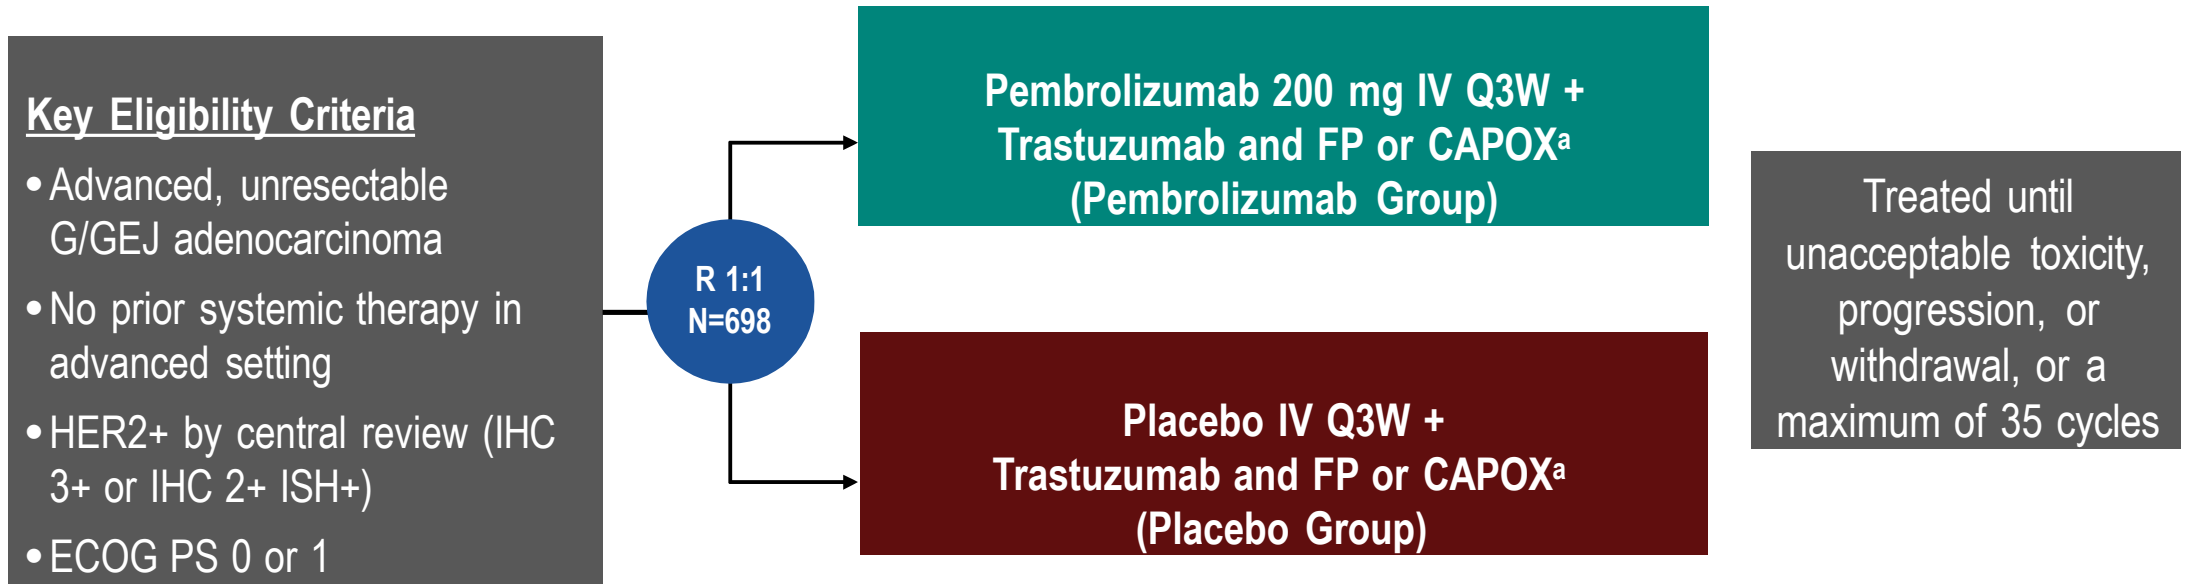 Key Eligibility Criteria
• Advanced, unresectable
G/GEJ adenocarcinoma
• No prior systemic therapy in
advanced setting
• HER2+ by central review (IHC
3+ or IHC 2+ ISH+)
• ECOG PS 0 or 1
R 1:1
N=698
Pembrolizumab 200 mg IV Q3W +
Trastuzumab and FP or CAPOXᵃ
(Pembrolizumab Group)
Placebo IV Q3W +
Trastuzumab and FP or CAPOXᵃ
(Placebo Group)
Treated until
unacceptable toxicity,
progression, or
withdrawal, or a
maximum of 35 cycles